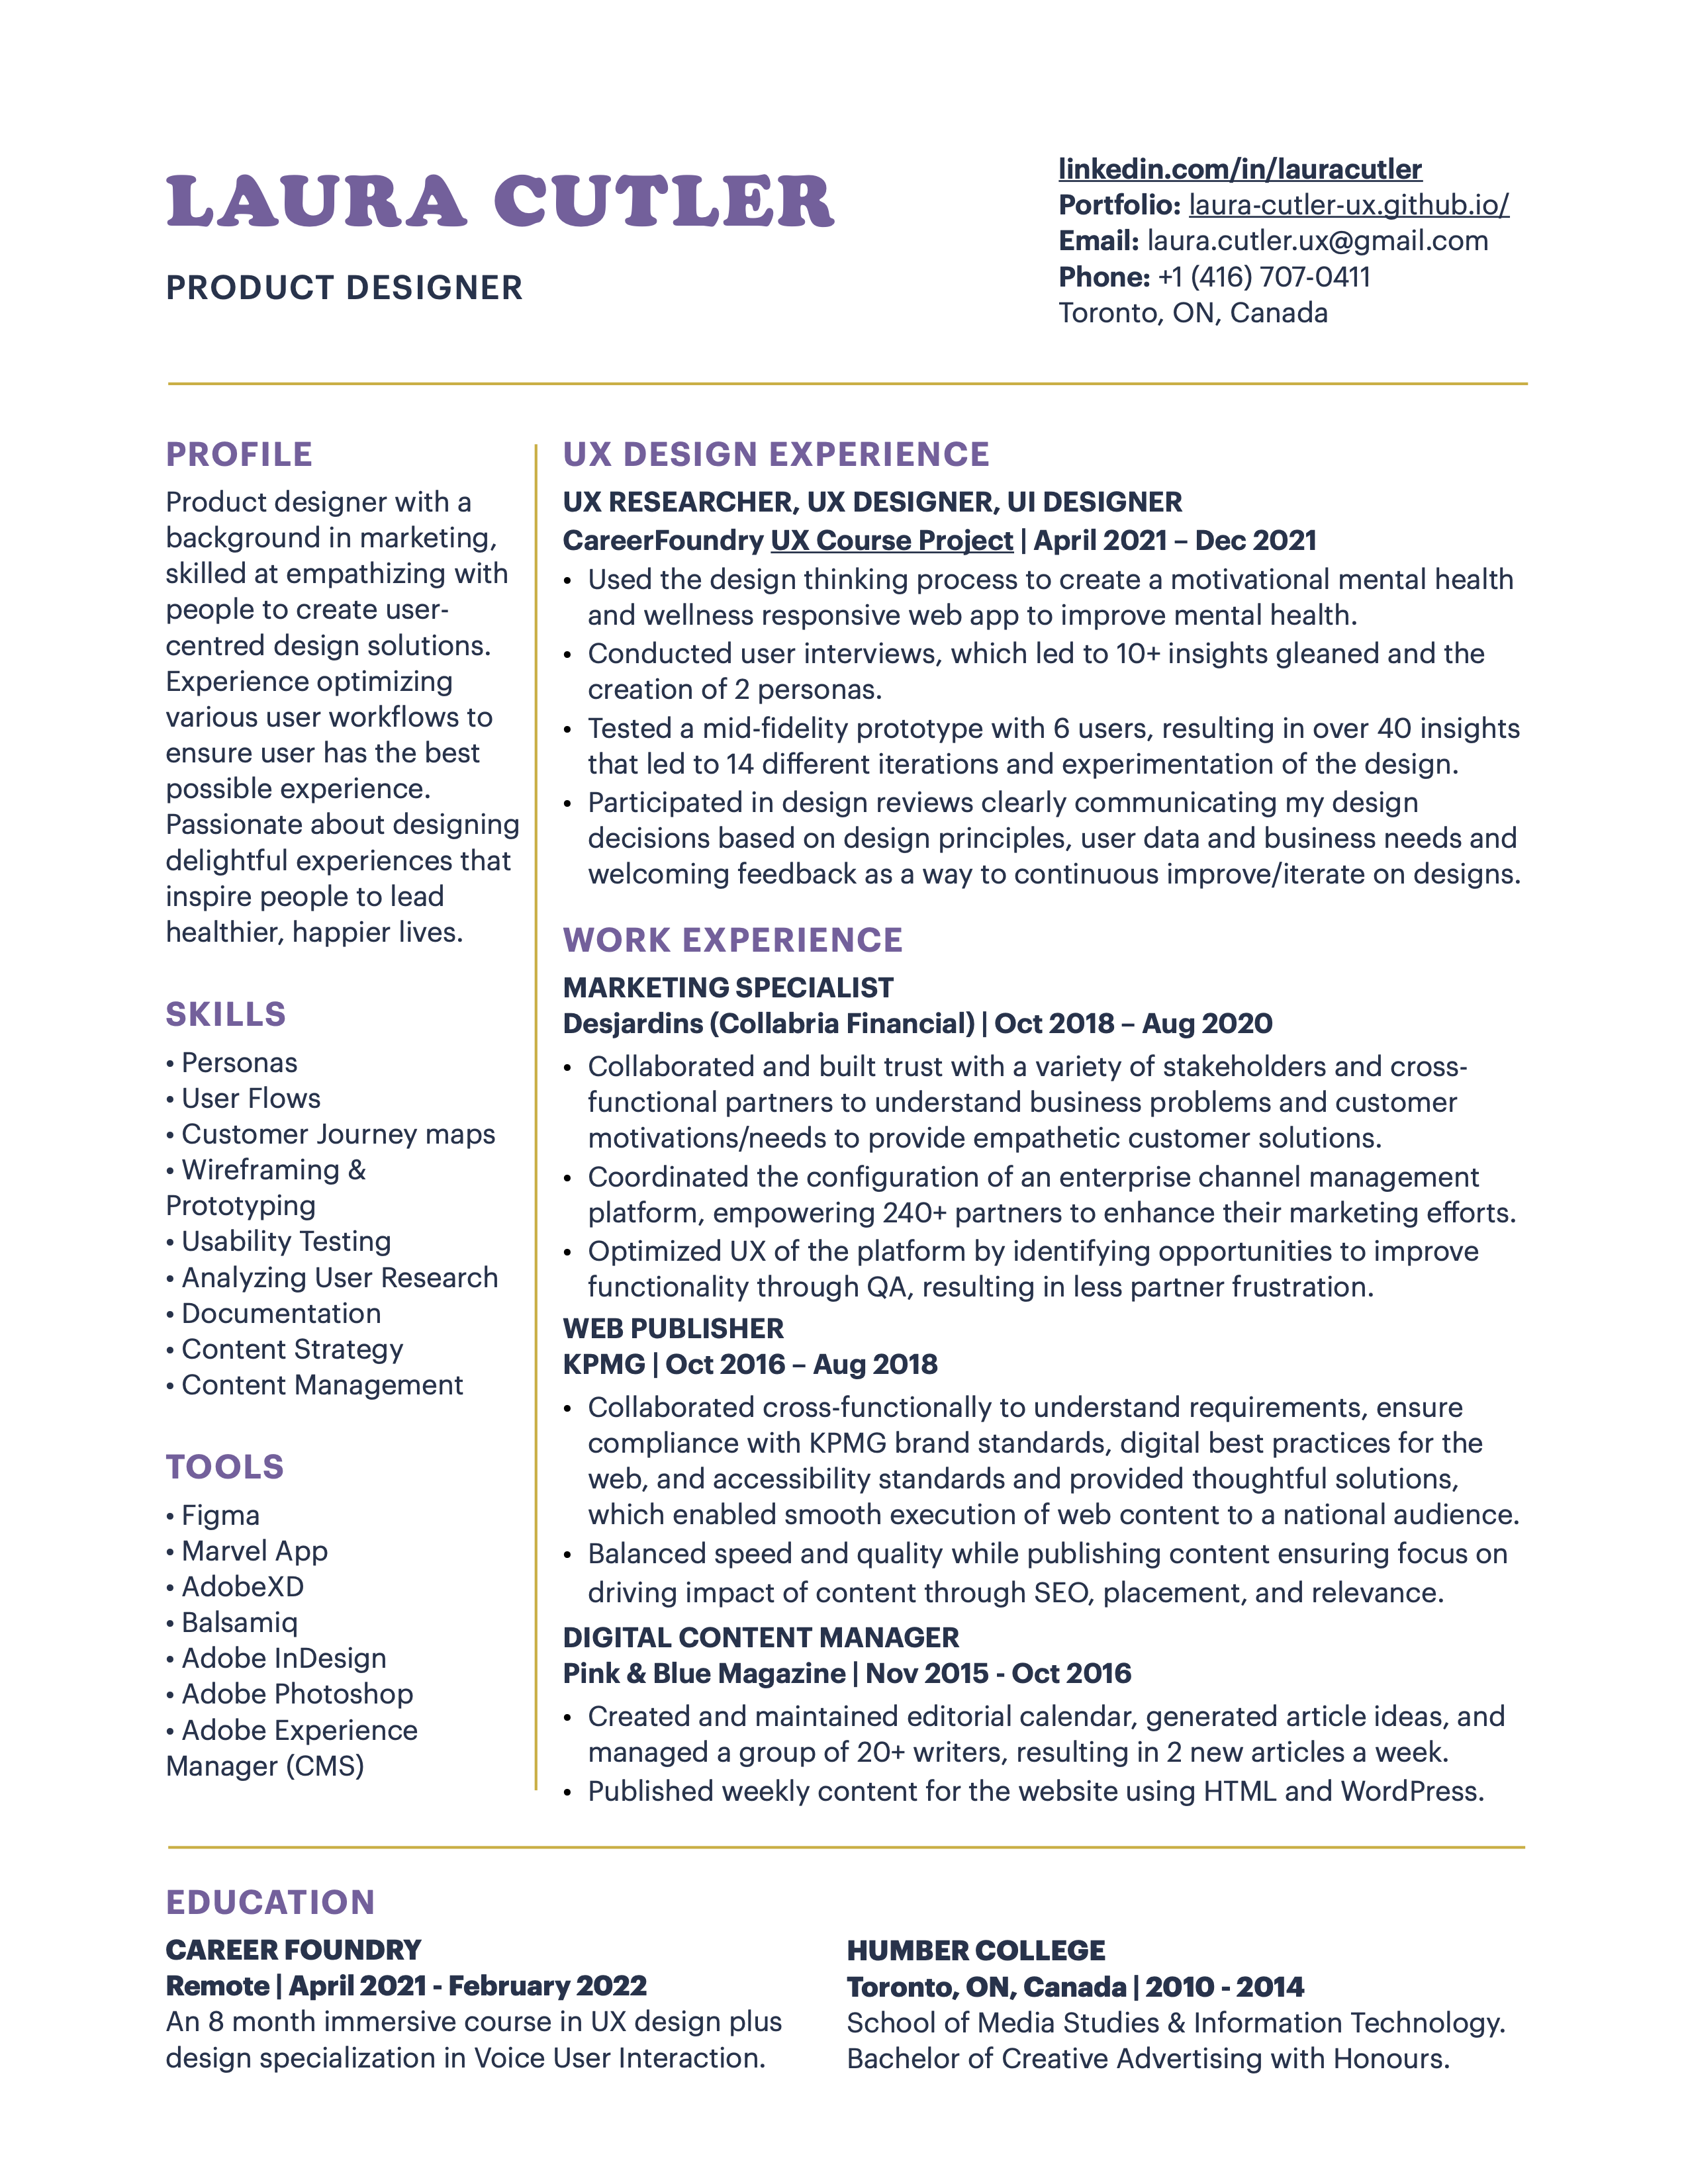 LAURA CUTLER
PRODUCT DESIGNER
linkedin.com/in/lauracutler
Portfolio: laura-cutler-ux.github.io/
Email: laura.cutler.ux@gmail.com
Phone: +1 (416) 707-0411
Toronto, ON, Canada
PROFILE
Product designer with a
background in marketing,
skilled at empathizing with
people to create user-
centred design solutions.
Experience optimizing
various user workflows to
ensure user has the best
possible experience.
Passionate about designing
delightful experiences that
inspire people to lead
healthier, happier lives.
SKILLS
• Personas
• User Flows
• Customer Journey maps
• Wireframing &
Prototyping
• Usability Testing
• Analyzing User Research
• Documentation
• Content Strategy
• Content Management
TOOLS
• Figma
• Marvel App
• AdobeXD
• Balsamiq
• Adobe InDesign
• Adobe Photoshop
• Adobe Experience
Manager (CMS)
UX DESIGN EXPERIENCE
UX RESEARCHER, UX DESIGNER, UI DESIGNER
CareerFoundry UX Course Project | April 2021 – Dec 2021
• Used the design thinking process to create a motivational mental health
and wellness responsive web app to improve mental health.
• Conducted user interviews, which led to 10+ insights gleaned and the
creation of 2 personas.
• Tested a mid-fidelity prototype with 6 users, resulting in over 40 insights
that led to 14 different iterations and experimentation of the design.
• Participated in design reviews clearly communicating my design
decisions based on design principles, user data and business needs and
welcoming feedback as a way to continuous improve/iterate on designs.
WORK EXPERIENCE
MARKETING SPECIALIST
Desjardins (Collabria Financial) | Oct 2018 – Aug 2020
• Collaborated and built trust with a variety of stakeholders and cross-
functional partners to understand business problems and customer
motivations/needs to provide empathetic customer solutions.
• Coordinated the configuration of an enterprise channel management
platform, empowering 240+ partners to enhance their marketing efforts.
• Optimized UX of the platform by identifying opportunities to improve
functionality through QA, resulting in less partner frustration.
WEB PUBLISHER
KPMG | Oct 2016 – Aug 2018
• Collaborated cross-functionally to understand requirements, ensure
compliance with KPMG brand standards, digital best practices for the
web, and accessibility standards and provided thoughtful solutions,
which enabled smooth execution of web content to a national audience.
• Balanced speed and quality while publishing content ensuring focus on
driving impact of content through SEO, placement, and relevance.
DIGITAL CONTENT MANAGER
Pink & Blue Magazine | Nov 2015 - Oct 2016
• Created and maintained editorial calendar, generated article ideas, and
managed a group of 20+ writers, resulting in 2 new articles a week.
• Published weekly content for the website using HTML and WordPress.
EDUCATION
CAREER FOUNDRY
Remote | April 2021 - February 2022
An 8 month immersive course in UX design plus
design specialization in Voice User Interaction.
HUMBER COLLEGE
Toronto, ON, Canada | 2010 - 2014
School of Media Studies & Information Technology.
Bachelor of Creative Advertising with Honours.